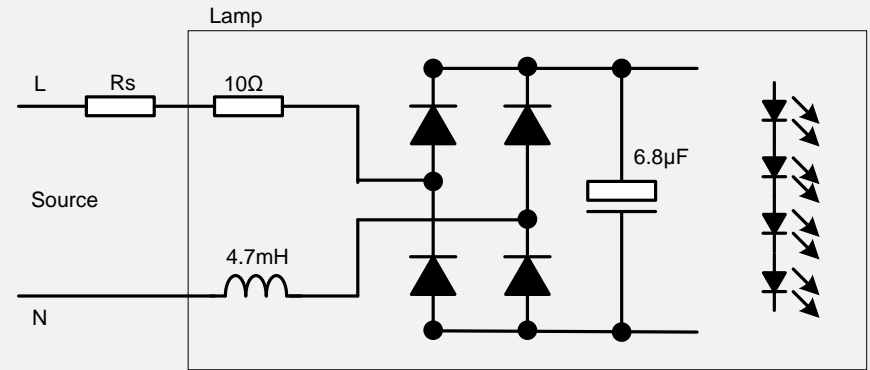 Lamp
L
Rs
10Ω
6.8µF
Source
4.7mH
N